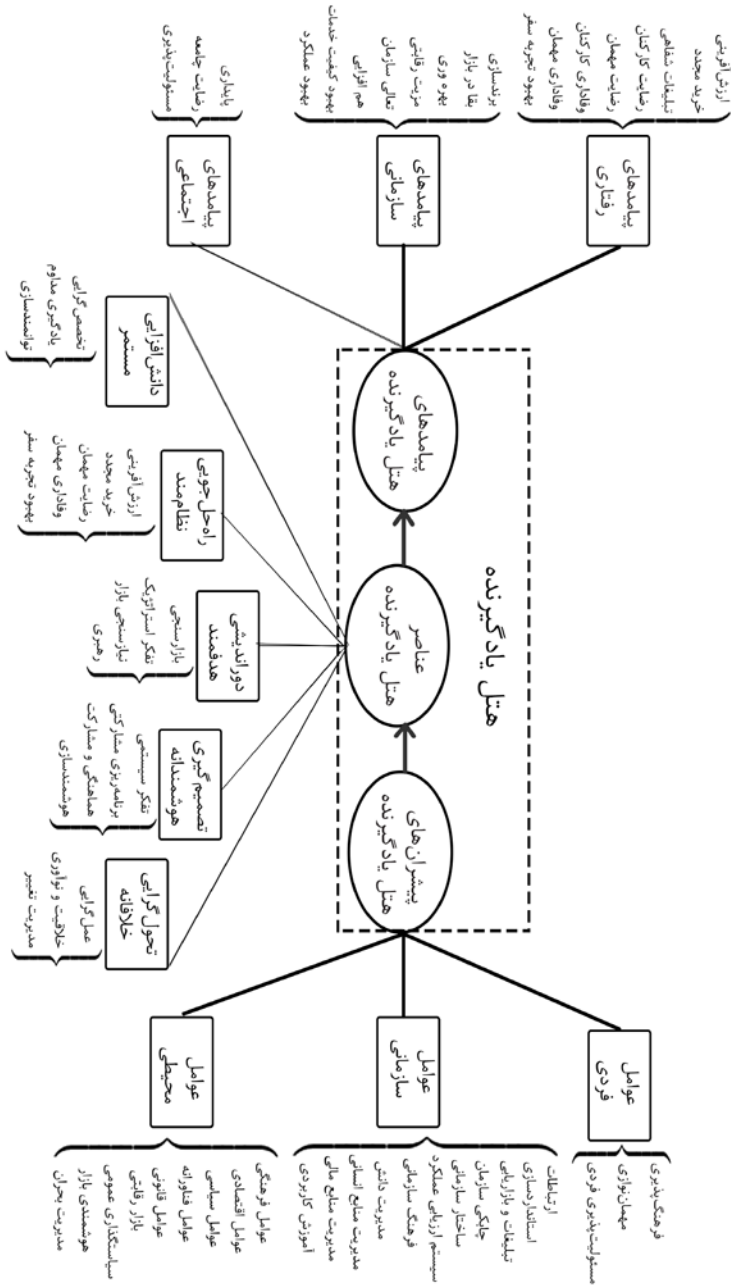 هتل یادگیرنده
پیشران‌های
هتل یادگیرنده
عناصر
هتل یادگیرنده
پیامدهای
هتل یادگیرنده
عوامل
فردی
فرهنگ‌پذیری
مهمان‌نوازی
مسئولیت‌پذیری فردی
عوامل
سازمانی
ارتباطات
استانداردسازی
تبلیغات و بازاریابی
چابکی سازمان
ساختار سازمانی
سیستم ارزیابی عملکرد
فرهنگ سازمانی
مدیریت دانش
مدیریت منابع انسانی
مدیریت منابع مالی
آموزش کاربردی
عوامل
محیطی
عوامل فرهنگی
عوامل اقتصادی
عوامل سیاسی
عوامل فناورانه
عوامل قانونی
بازار رقابتی
سیاستگذاری عمومی
هوشمندی بازار
مدیریت بحران
تحول‌گرایی
خلاقانه
عمل‌گرایی
خلاقیت و نوآوری
مدیریت تغییر
تصمیم‌گیری
هوشمندانه
تفکر سیستمی
برنامه‌ریزی مشارکتی
هماهنگی و مشارکت
هوشمندسازی
دوراندیشی
هدفمند
بازارسنجی
تفکر استراتژیک
نیازسنجی بازار
رهبری
راه‌حل‌جویی
نظام‌مند
ارزش‌آفرینی
خرید مجدد
رضایت مهمان
وفاداری مهمان
بهبود تجربه سفر
دانش‌افزایی
مستمر
تخصص‌گرایی
یادگیری مداوم
توانمندسازی
پیامدهای
رفتاری
ارزش‌آفرینی
خرید مجدد
تبلیغات شفاهی
رضایت کارکنان
رضایت مهمان
وفاداری کارکنان
وفاداری مهمان
بهبود تجربه سفر
پیامدهای
سازمانی
برندسازی
بقا در بازار
بهره وری
مزیت رقابتی
تعالی سازمان
هم افزایی
بهبود کیفیت خدمات
بهبود عملکرد
پیامدهای
اجتماعی
پایداری
رضایت جامعه
مسئولیت‌پذیری